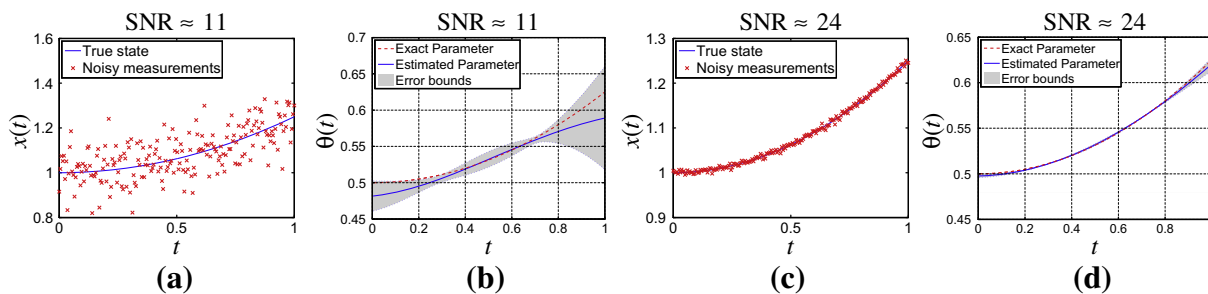 SNR ≈ 11
1.6
1.4
1.2
1
0.8
0
0.5
1
x(t)
t
True state
Noisy measurements
(a)
SNR ≈ 11
0.7
0.65
0.6
0.55
0.5
0.45
0
0.2
0.4
0.6
0.8
1
θ(t)
t
Exact Parameter
Estimated Parameter
Error bounds
(b)
SNR ≈ 24
1.3
1.2
1.1
1
0.9
0
0.5
1
x(t)
t
True state
Noisy measurements
(c)
SNR ≈ 24
0.65
0.6
0.55
0.5
0.45
0
0.2
0.4
0.6
0.8
θ(t)
t
Exact Parameter
Estimated Parameter
Error bounds
(d)